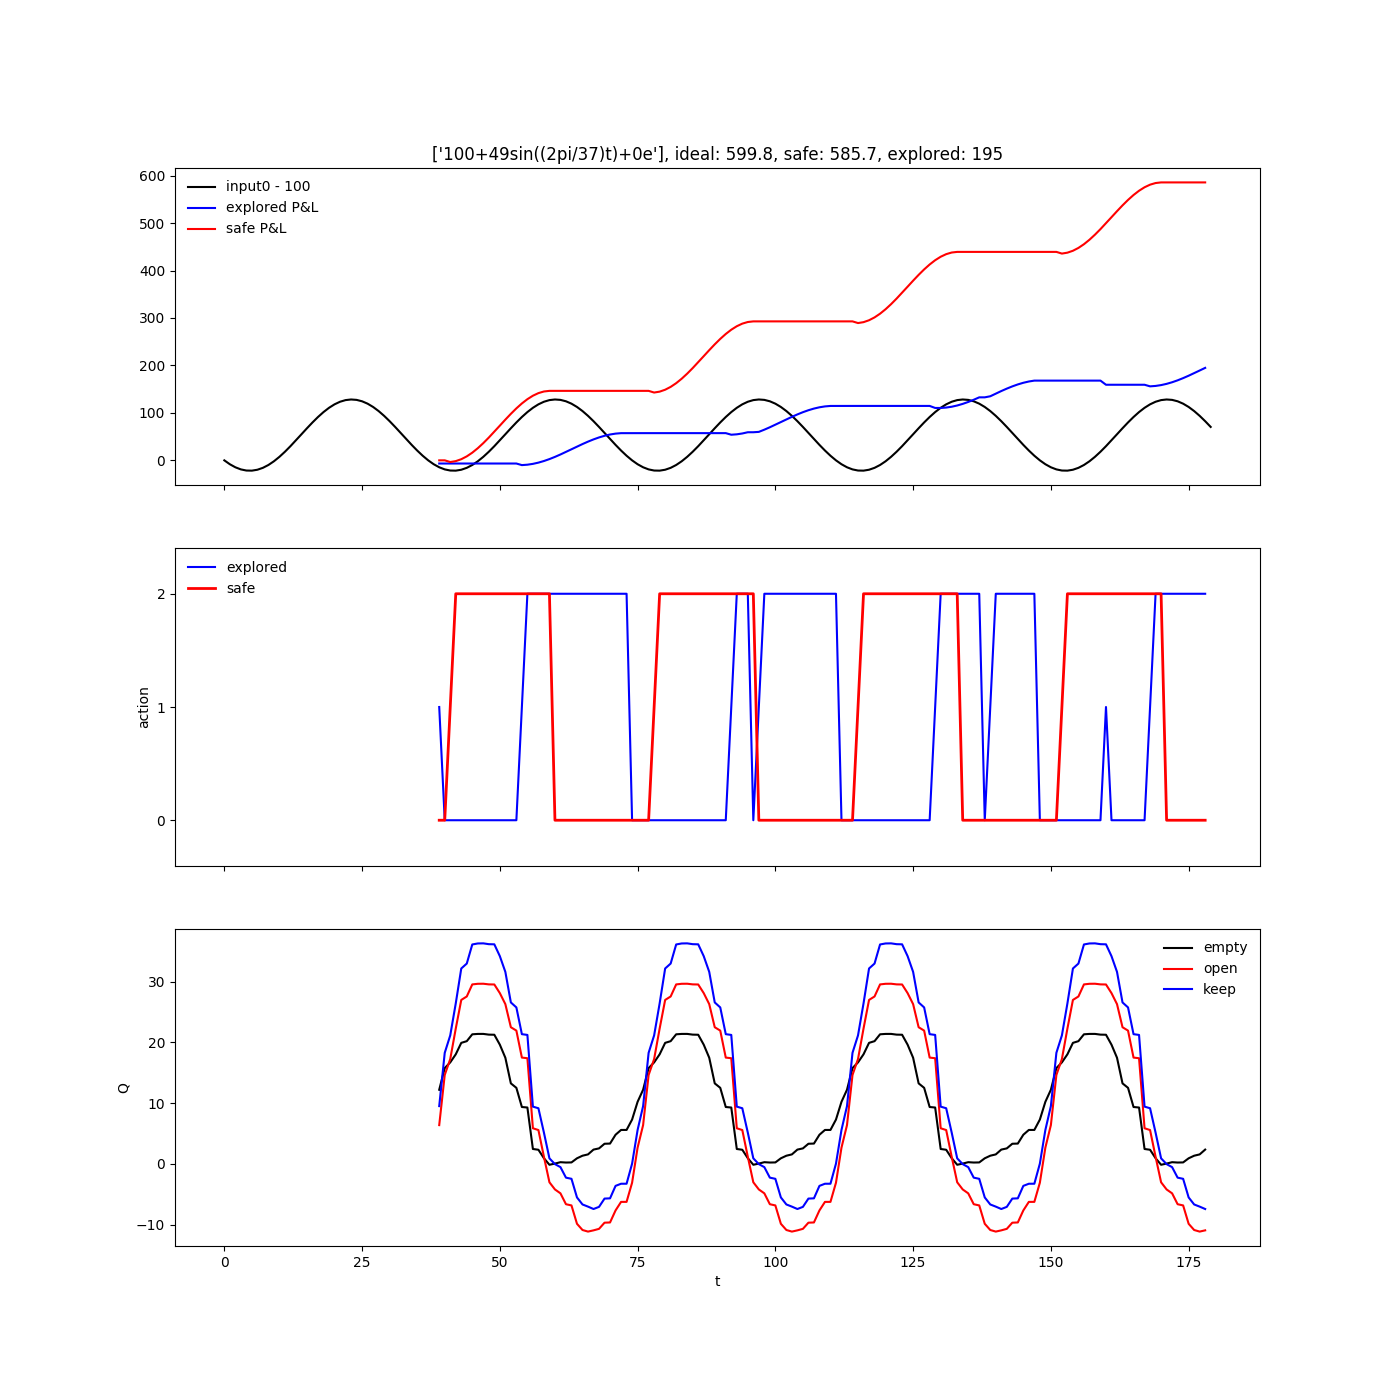 ['100+49sin((2pi/37)t)+0e'], ideal: 599.8, safe: 585.7, explored: 195
600
500
400
300
200
100
0
input0 - 100
explored P&L
safe P&L
2
1
0
action
explored
safe
30
20
10
0
−10
Q
empty
open
keep
0 25 50 75 100 125 150 175
t